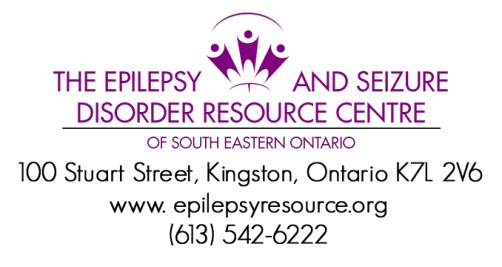 THE EPILEPSY AND SEIZURE
DISORDER RESOURCE CENTRE
OF SOUTH EASTERN ONTARIO
100 Stuart Street, Kingston, Ontario K7L 2V6
www. epilepsyresource.org
(613) 542-6222